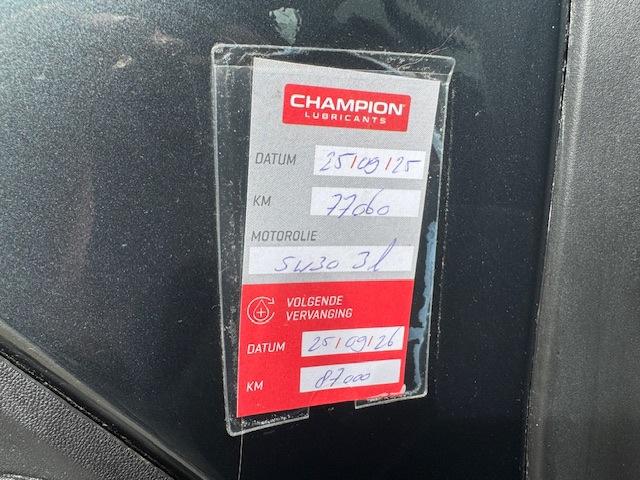 CHAMPION®
LUBRICANTS
DATUM 25/09/25
KM 77060
MOTOROLIE
5W30 3l
VOLGENDE
VERVANGING
DATUM 25/09/26
KM 87000